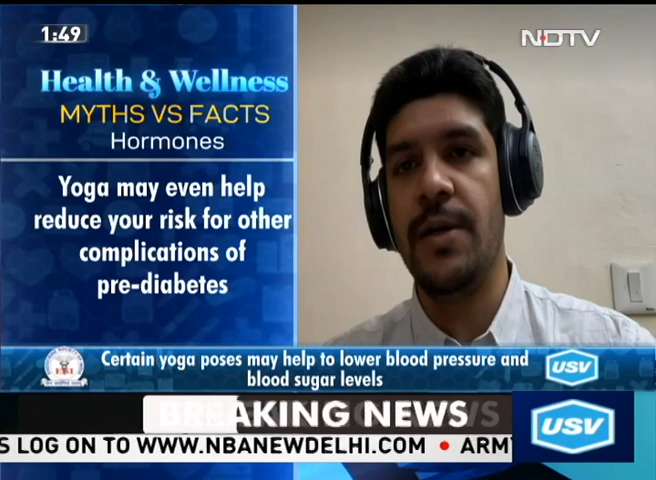 1:49
NDTV
Health & Wellness
MYTHS VS FACTS
Hormones
Yoga may even help
reduce your risk for other
complications of
pre-diabetes
Certain yoga poses may help to lower blood pressure and
blood sugar levels
USV
BREAKING NEWS
USV
S LOG ON TO WWW.NBANEWDELHI.COM • ARMY